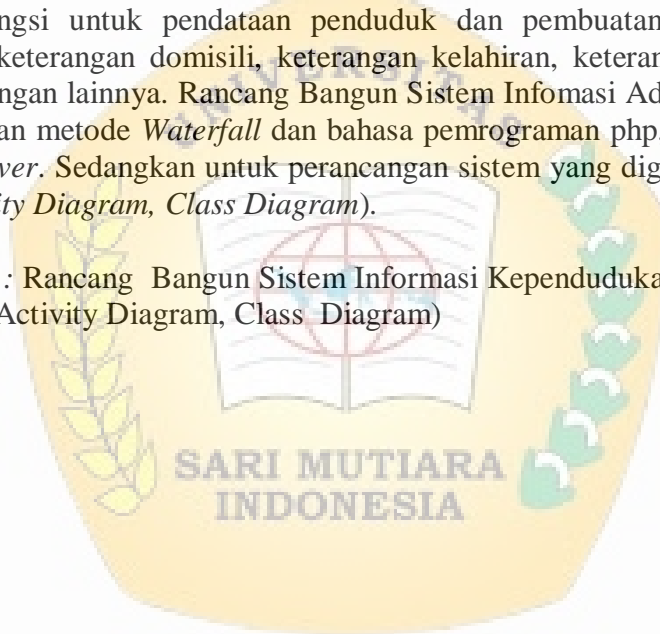 ngsi untuk pendataan penduduk dan pembuatan
keterangan domisili, keterangan kelahiran, keteran
ngan lainnya. Rancang Bangun Sistem Infomasi Ad
an metode Waterfall dan bahasa pemrograman php.
ver. Sedangkan untuk perancangan sistem yang dig
ity Diagram, Class Diagram).
: Rancang Bangun Sistem Informasi Kependuduka
Activity Diagram, Class Diagram)
UNIVERSITAS
SARI MUTIARA
INDONESIA